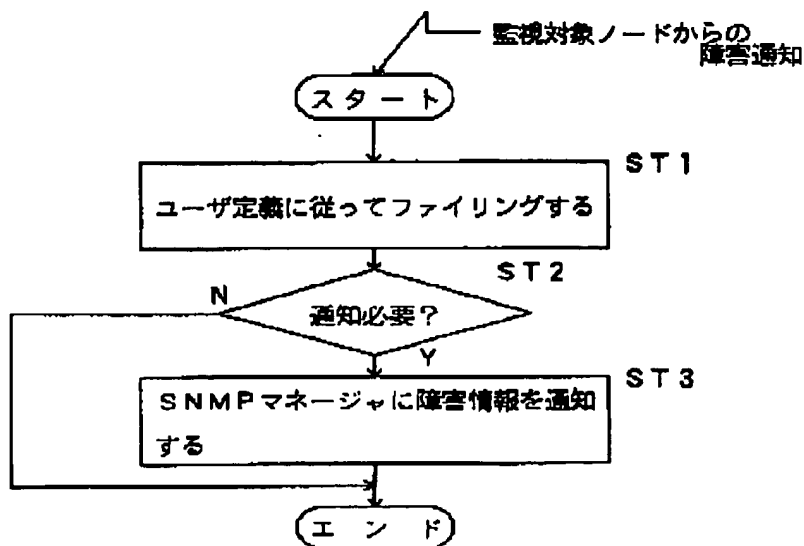 監視対象ノードからの
障害通知
スタート
ST1
ユーザ定義に従ってファイリングする
ST2
N
通知必要?
Y
ST3
SNMPマネージャに障害情報を通知
する
エンド